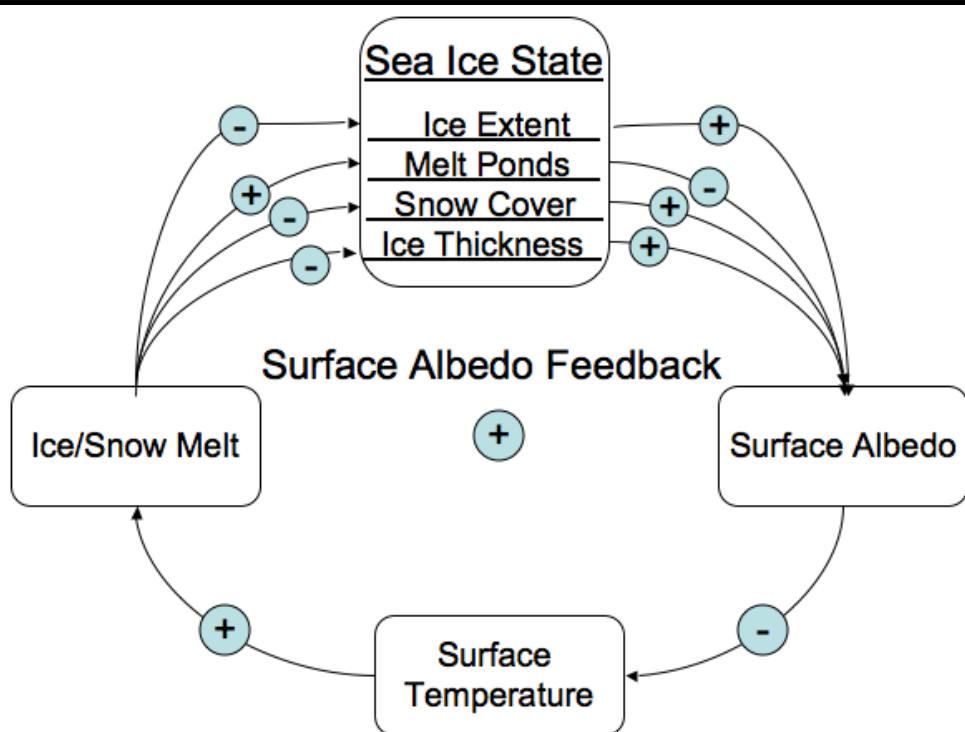 Sea Ice State
- Ice Extent +
+ Melt Ponds -
- Snow Cover +
- Ice Thickness +
Surface Albedo Feedback
+
Ice/Snow Melt
Surface Albedo
+
-
Surface
Temperature